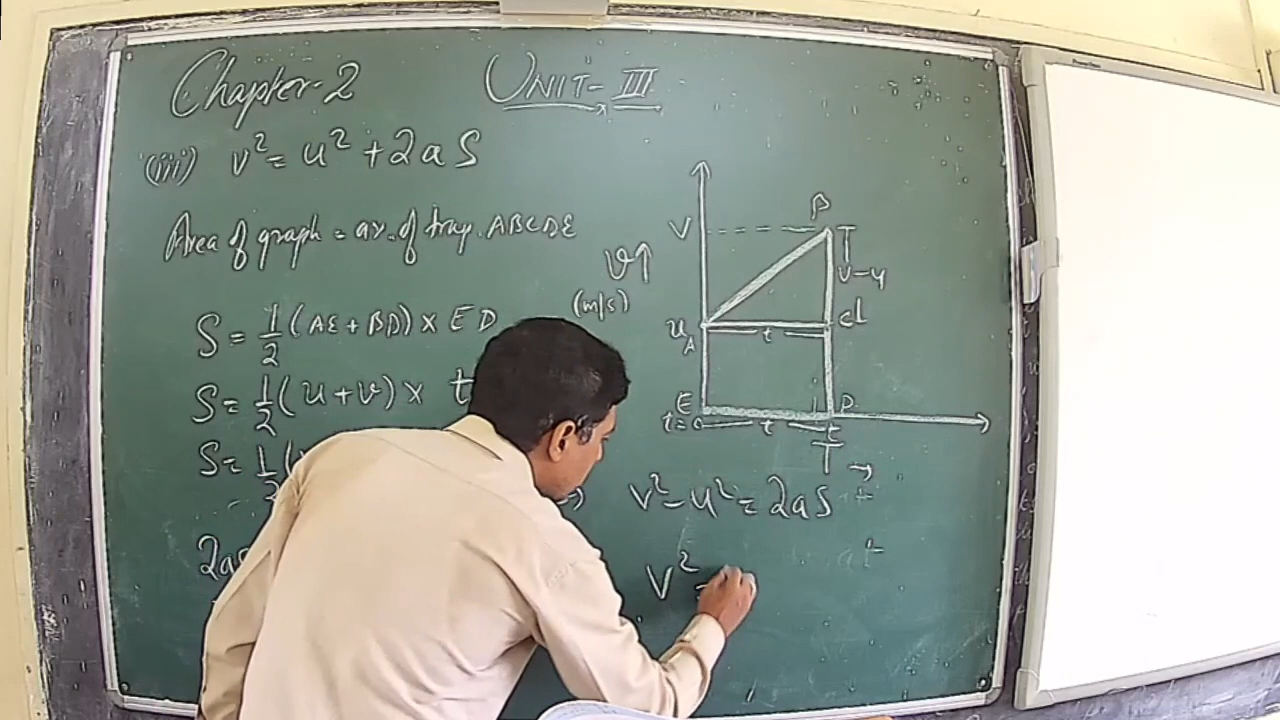 Chapter-2
UNIT-III
(iii) v² = u² + 2aS
Area of graph = ar. of trap. ABCDE
S = 1/2 (AE + BD) × ED
S = 1/2 (u + v) × t
S = 1/2 (
2as
v² - u² = 2aS
v² =
v↑
(m/s)
V
B
v-u
u
A
t
E
D
t=0
t
t
T